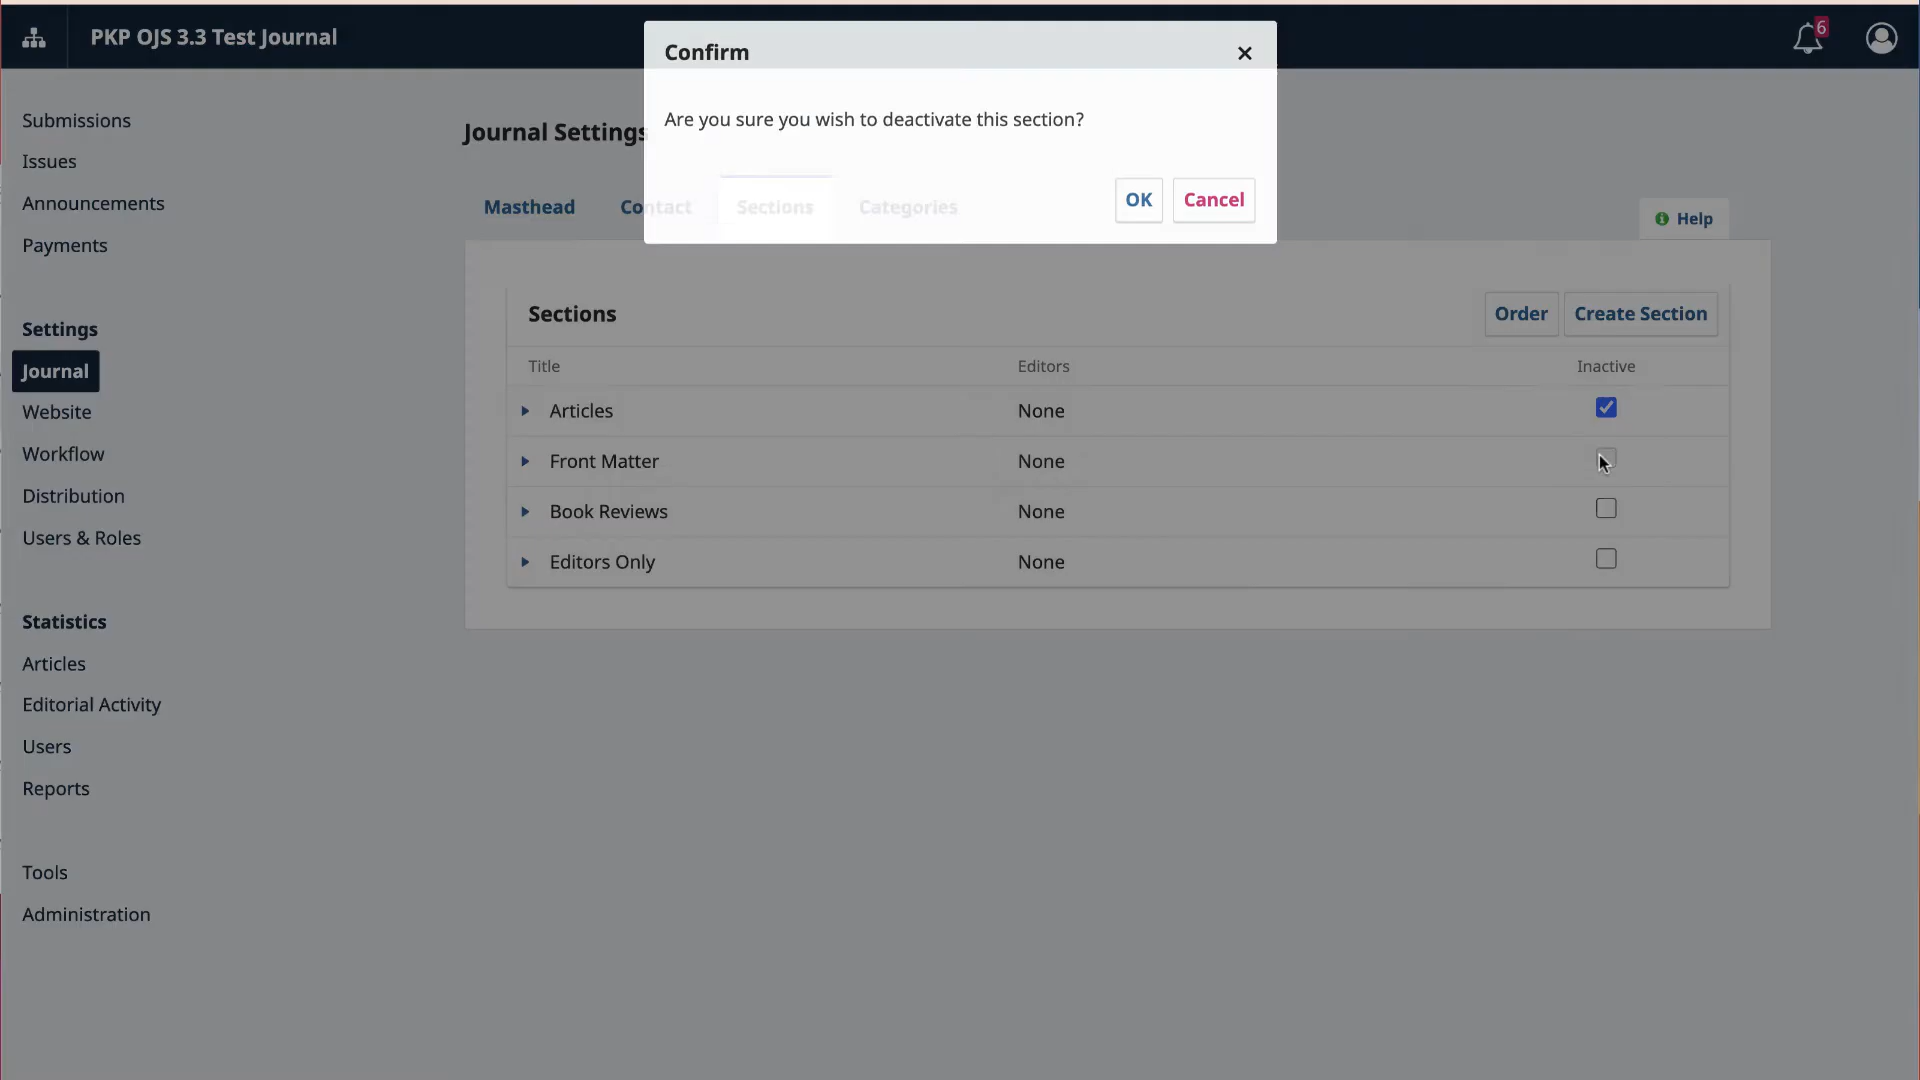 PKP OJS 3.3 Test Journal
6
Confirm
Are you sure you wish to deactivate this section?
OK
Cancel
Submissions
Issues
Announcements
Payments
Settings
Journal
Website
Workflow
Distribution
Users & Roles
Statistics
Articles
Editorial Activity
Users
Reports
Tools
Administration
Journal Settings
Masthead
Contact
Sections
Categories
Help
Sections
Order
Create Section
Title
Editors
Inactive
Articles
None
Front Matter
None
Book Reviews
None
Editors Only
None